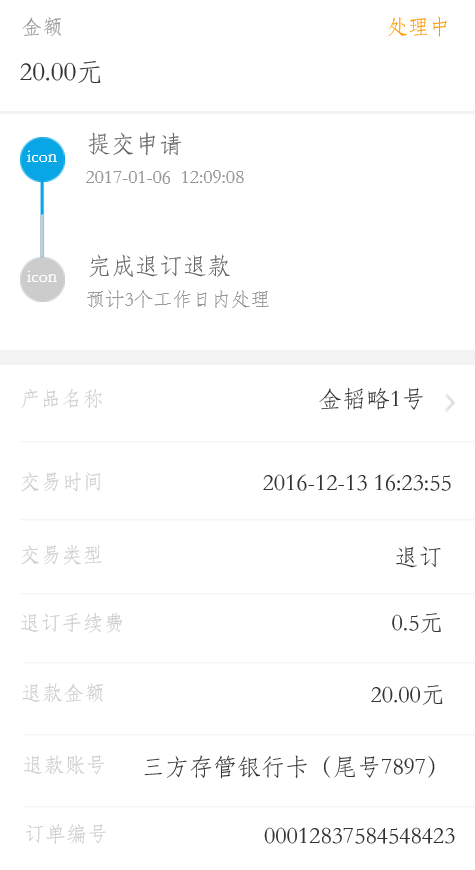 金额 处理中
20.00元
icon 提交申请
2017-01-06 12:09:08
icon 完成退订退款
预计3个工作日内处理
产品名称 金韬略1号
交易时间 2016-12-13 16:23:55
交易类型 退订
退订手续费 0.5元
退款金额 20.00元
退款账号 三方存管银行卡（尾号7897）
订单编号 00012837584548423